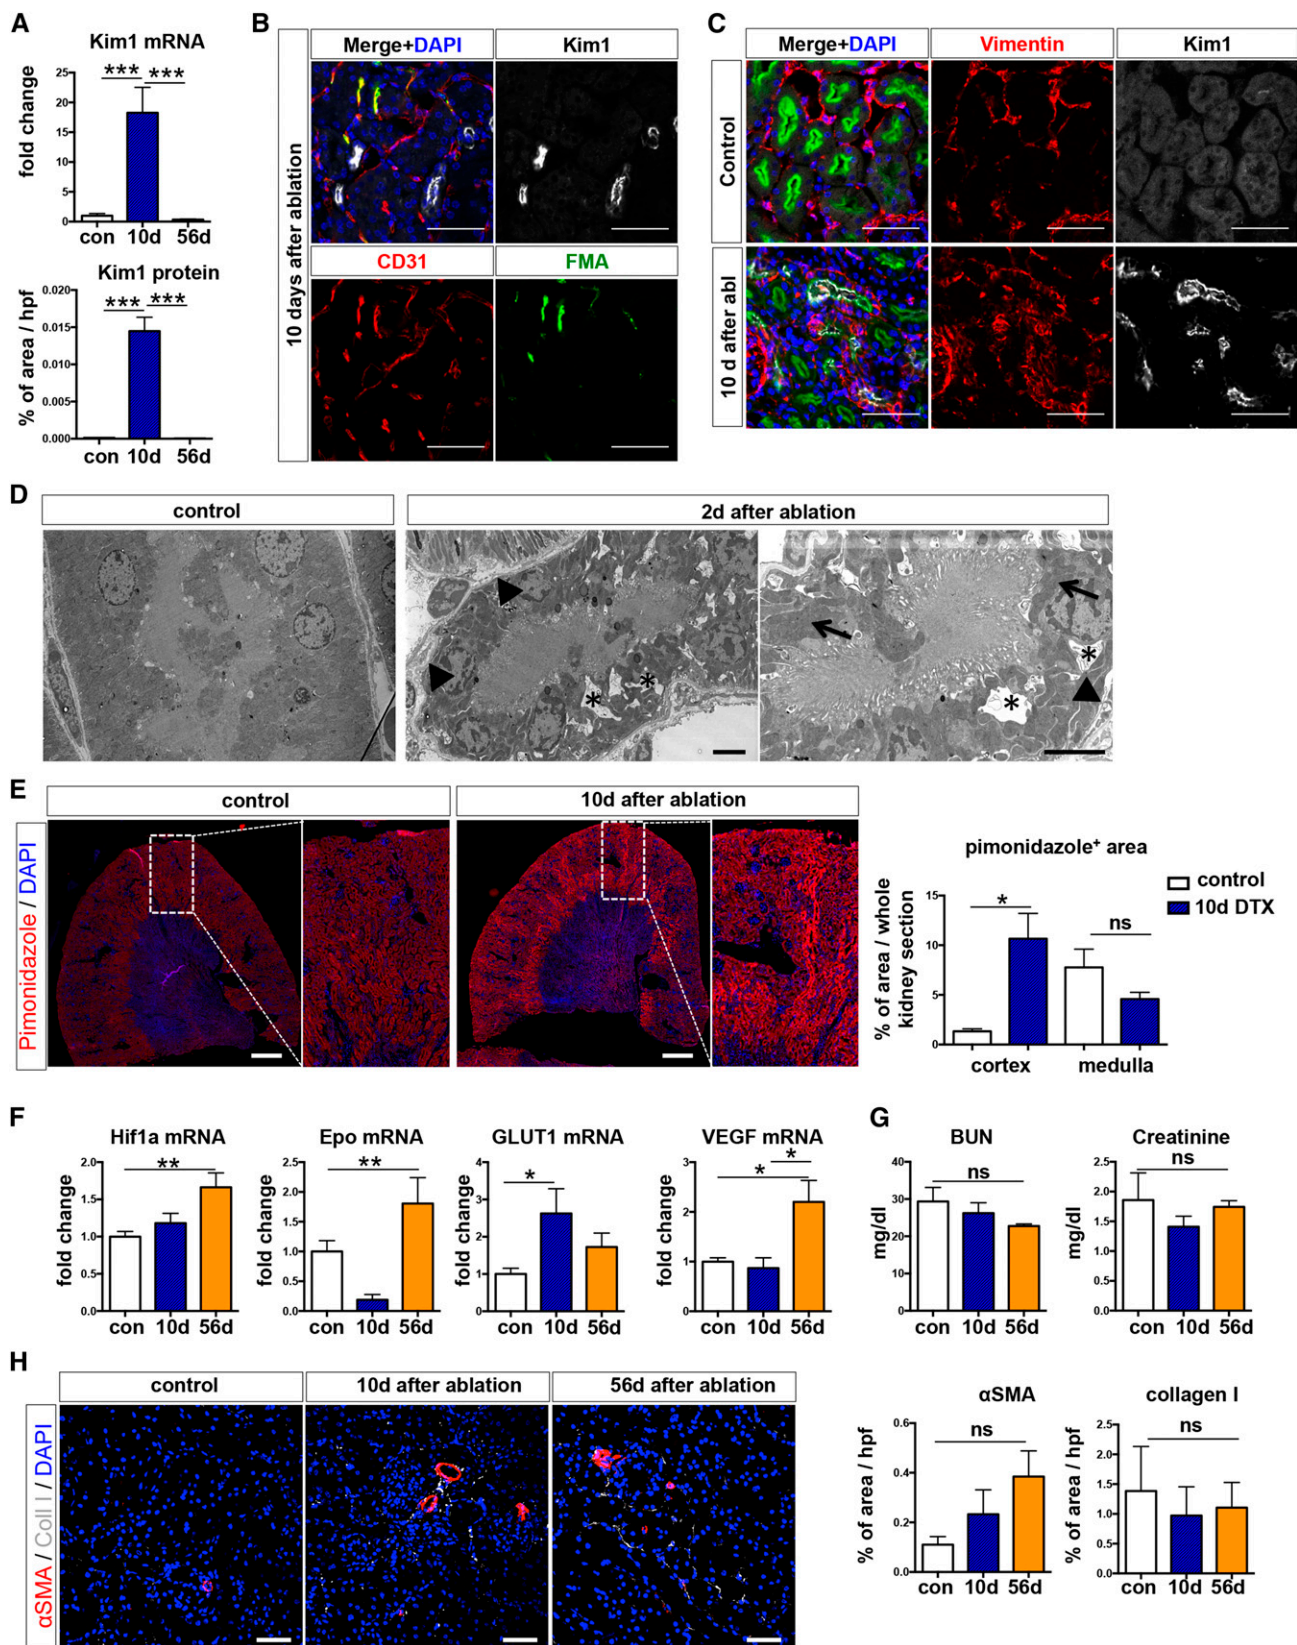 A
Kim1 mRNA
fold change
25
20
15
10
5
0
***
***
con 10d 56d
Kim1 protein
% of area / hpf
0.020
0.015
0.010
0.005
0.000
***
***
con 10d 56d
B
10 days after ablation
Merge+DAPI
Kim1
CD31
FMA
C
Merge+DAPI
Vimentin
Kim1
Control
10 d after abl
D
control
2d after ablation
*
*
*
*
E
control
10d after ablation
Pimonidazole / DAPI
pimonidazole+ area
% of area / whole
kidney section
15
10
5
0
*
ns
cortex
medulla
control
10d DTX
F
Hif1a mRNA
fold change
2.0
1.5
1.0
0.5
0.0
**
con 10d 56d
Epo mRNA
fold change
2.5
2.0
1.5
1.0
0.5
0.0
**
con 10d 56d
GLUT1 mRNA
fold change
4
3
2
1
0
*
con 10d 56d
VEGF mRNA
fold change
3
2
1
0
*
*
con 10d 56d
G
BUN
mg/dl
40
30
20
10
0
ns
con 10d 56d
Creatinine
mg/dl
2.5
2.0
1.5
1.0
0.5
0.0
ns
con 10d 56d
H
control
10d after ablation
56d after ablation
αSMA / Coll I / DAPI
αSMA
% of area / hpf
0.6
0.4
0.2
0.0
ns
con 10d 56d
collagen I
% of area / hpf
2.5
2.0
1.5
1.0
0.5
0.0
ns
con 10d 56d